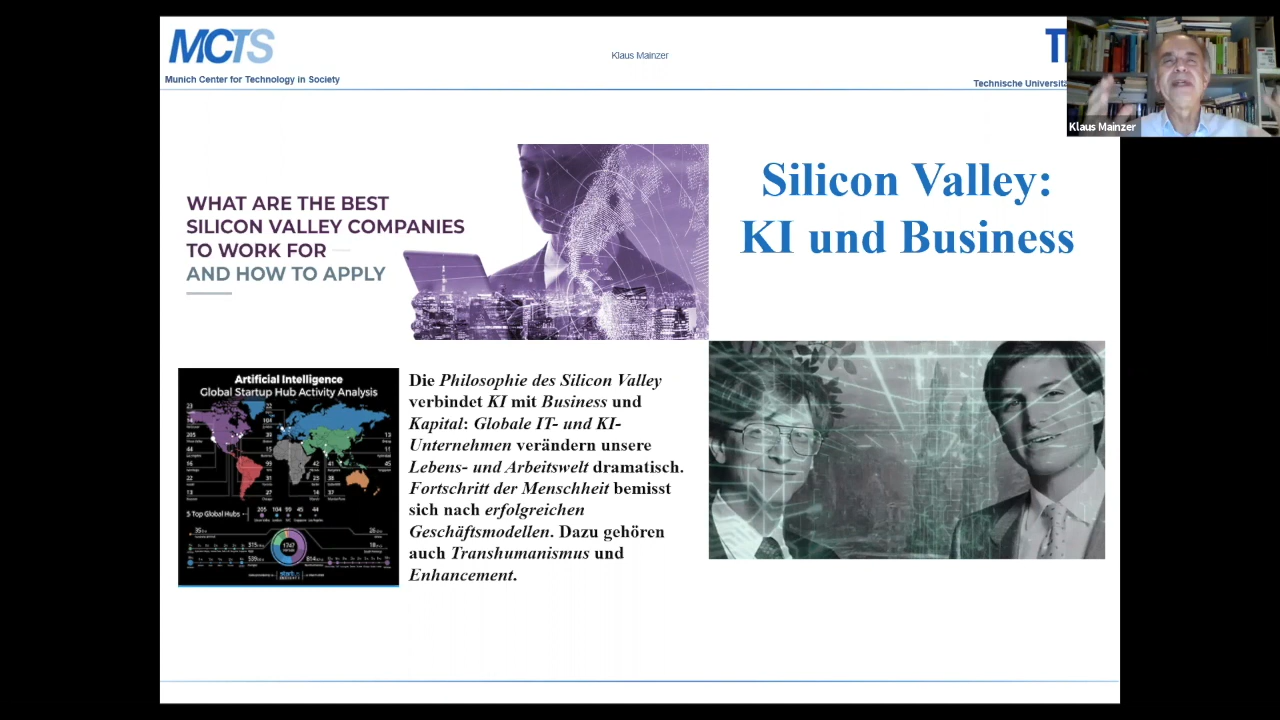 MCTS
Munich Center for Technology in Society
Klaus Mainzer
Technische Universitä
Klaus Mainzer
WHAT ARE THE BEST
SILICON VALLEY COMPANIES
TO WORK FOR
AND HOW TO APPLY
Silicon Valley:
KI und Business
Artificial Intelligence
Global Startup Hub Activity Analysis
5 Top Global Hubs
Die Philosophie des Silicon Valley
verbindet KI mit Business und
Kapital: Globale IT- und KI-
Unternehmen verändern unsere
Lebens- und Arbeitswelt dramatisch.
Fortschritt der Menschheit bemisst
sich nach erfolgreichen
Geschäftsmodellen. Dazu gehören
auch Transhumanismus und
Enhancement.